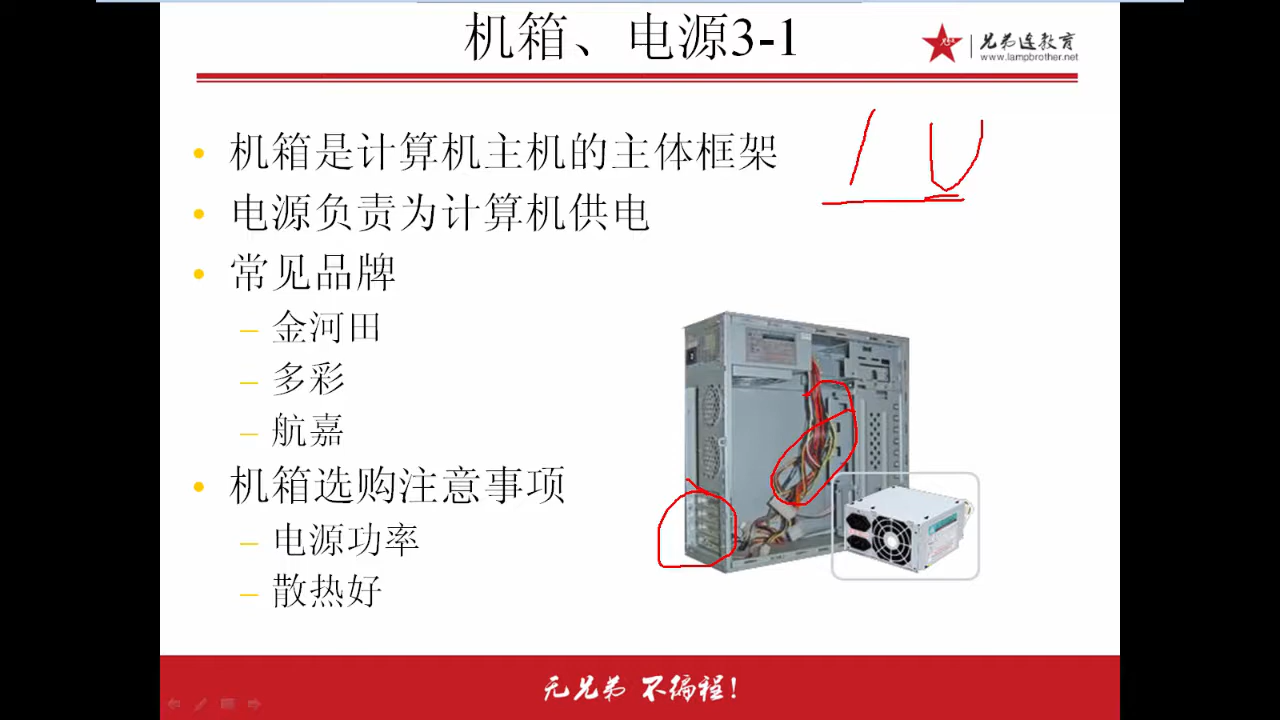 机箱、电源3-1
兄弟连教育
www.lampbrother.net
1U
• 机箱是计算机主机的主体框架
• 电源负责为计算机供电
• 常见品牌
– 金河田
– 多彩
– 航嘉
• 机箱选购注意事项
– 电源功率
– 散热好
无兄弟 不编程!